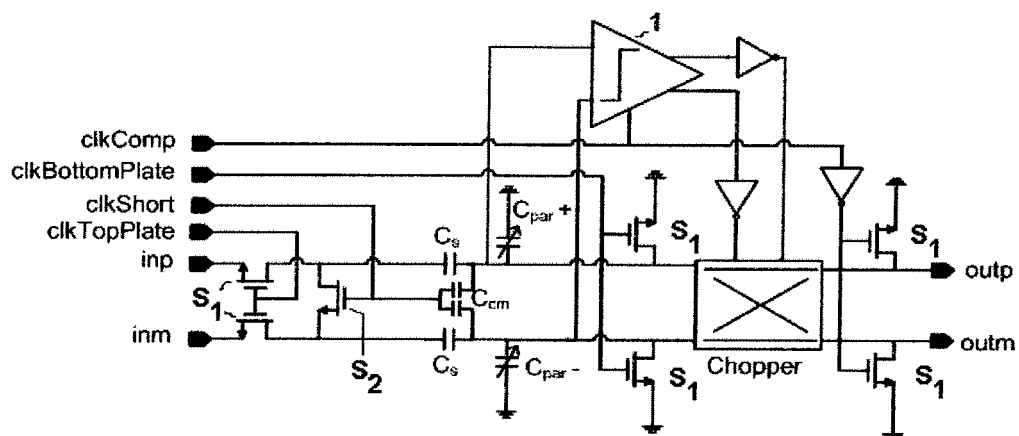 1
clkComp
clkBottomPlate
clkShort
clkTopPlate
inp
inm
S1
S2
Cs
Cs
Ccm
Cpar+
Cpar-
S1
S1
Chopper
S1
S1
outp
outm